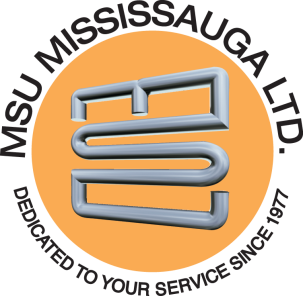 MSU MISSISSAUGA LTD.
DEDICATED TO YOUR SERVICE SINCE 1977